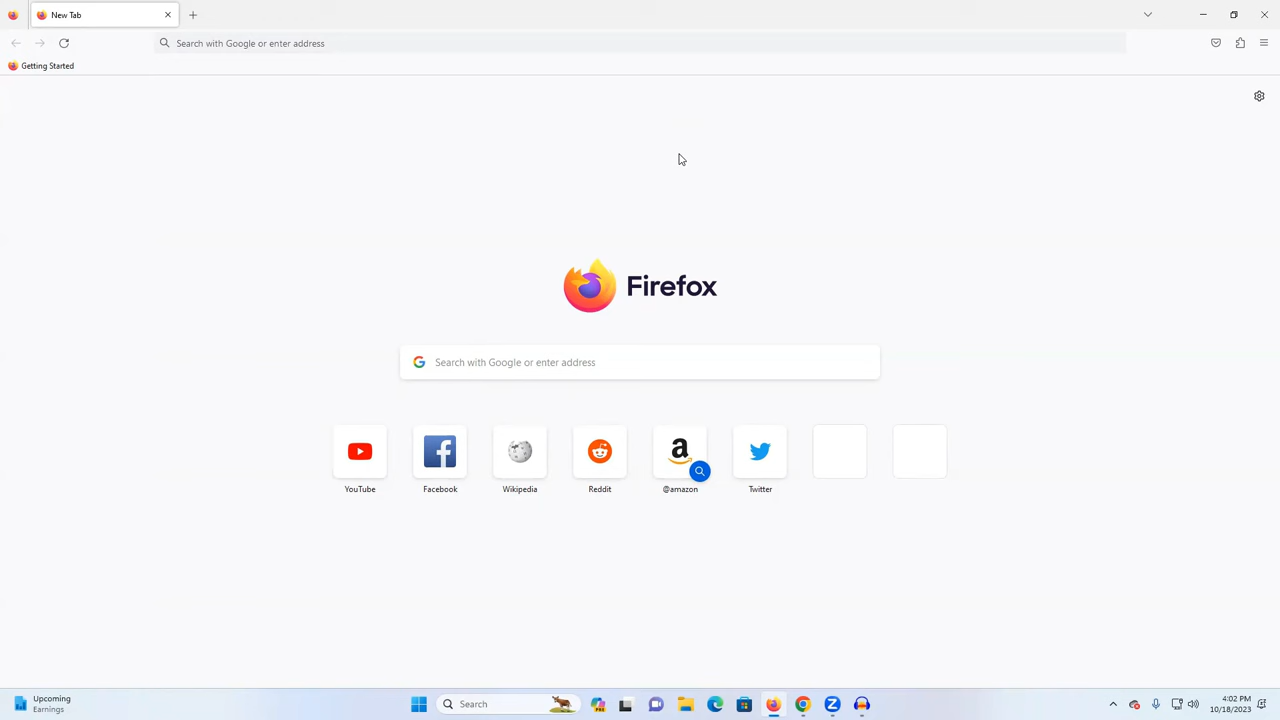 New Tab
Search with Google or enter address
Getting Started
Firefox
Search with Google or enter address
YouTube
Facebook
Wikipedia
Reddit
@amazon
Twitter
Upcoming
Earnings
Search
4:02 PM
10/18/2023